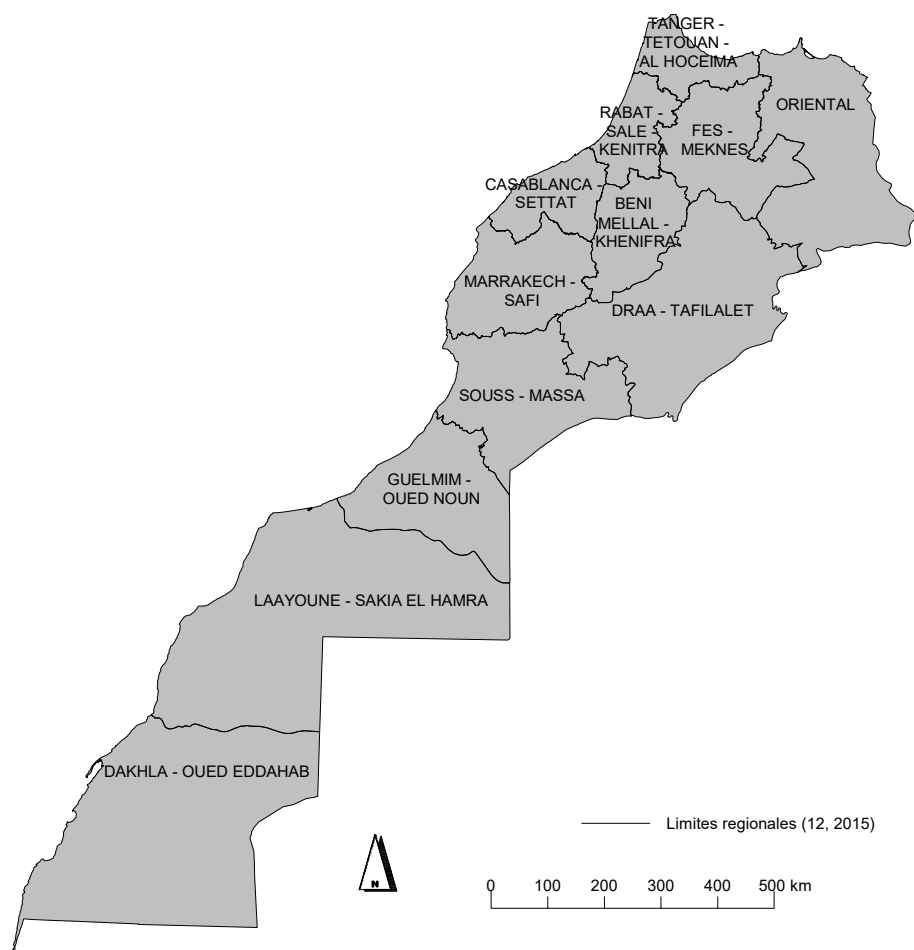 TANGER -
TETOUAN -
AL HOCEIMA
ORIENTAL
RABAT -
SALE -
KENITRA
FES -
MEKNES
CASABLANCA -
SETTAT
BENI
MELLAL -
KHENIFRA
MARRAKECH -
SAFI
DRAA - TAFILALET
SOUSS - MASSA
GUELMIM -
OUED NOUN
LAAYOUNE - SAKIA EL HAMRA
DAKHLA - OUED EDDAHAB
Limites regionales (12, 2015)
N
0 100 200 300 400 500 km